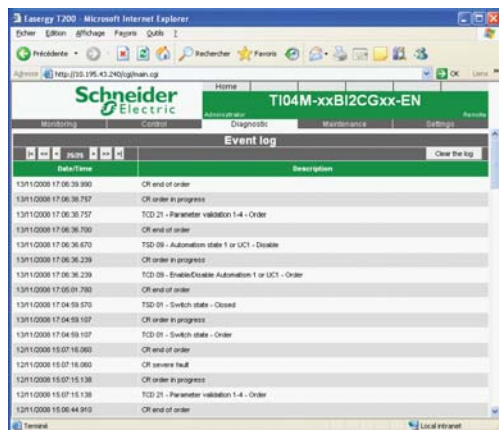 Easergy T200 - Microsoft Internet Explorer
Fichier Edition Affichage Favoris Outils ?
Précédente Rechercher Favoris
Adresse http://10.195.43.240/cgi/main.cgi OK Liens
Schneider Electric
Home
TI04M-xxBI2CGxx-EN
Administrator Remote
Monitoring Control Diagnostic Maintenance Settings
Event log
|< << < 25/25 > >> >| Clear the log
Date/Time Description
13/11/2008 17:06:39.990 CR end of order
13/11/2008 17:06:38.757 CR order in progress
13/11/2008 17:06:38.757 TCD 21 - Parameter validation 1-4 - Order
13/11/2008 17:06:36.700 CR end of order
13/11/2008 17:06:36.670 TSD 09 - Automatism state 1 or UC1 - Disable
13/11/2008 17:06:36.239 CR order in progress
13/11/2008 17:06:36.239 TCD 09 - Enable/Disable Automatism 1 or UC1 - Order
13/11/2008 17:05:01.780 CR end of order
13/11/2008 17:04:59.570 TSD 01 - Switch state - Closed
13/11/2008 17:04:59.107 CR order in progress
13/11/2008 17:04:59.107 TCD 01 - Switch state - Order
12/11/2008 15:07:16.060 CR end of order
12/11/2008 15:07:16.060 CR severe fault
12/11/2008 15:07:15.138 CR order in progress
12/11/2008 15:07:15.138 TCD 21 - Parameter validation 1-4 - Order
12/11/2008 15:06:44.910 CR end of order
Terminé Local intranet